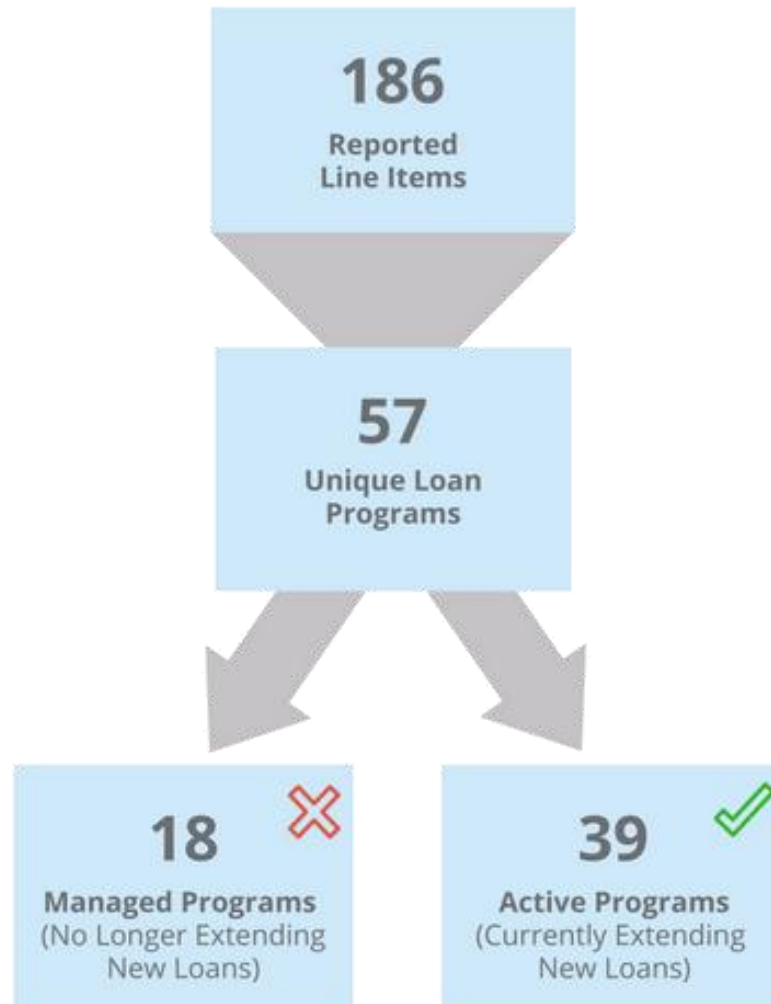 186
Reported
Line Items
57
Unique Loan
Programs
18
Managed Programs
(No Longer Extending
New Loans)
39
Active Programs
(Currently Extending
New Loans)